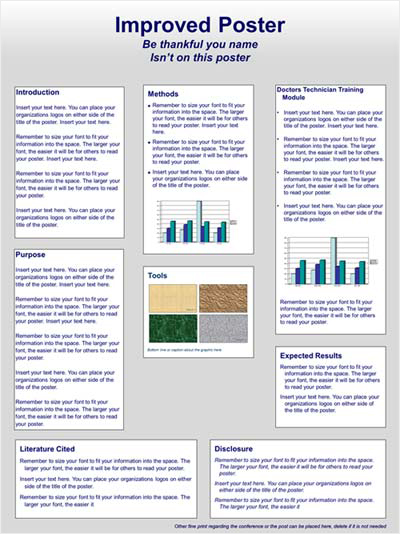 Improved Poster
Be thankful you name
Isn't on this poster
Introduction
Insert your text here. You can place your
organizations logos on either side of the
title of the poster. Insert your text here.
Remember to size your font to fit your
information into the space. The larger your
font, the easier it will be for others to read
your poster. Insert your text here.
Remember to size your font to fit your
information into the space. The larger your
font, the easier it will be for others to read
your poster.
Insert your text here. You can place your
organizations logos on either side of the
title of the poster.
Purpose
Insert your text here. You can place your
organizations logos on either side of the
title of the poster. Insert your text here.
Remember to size your font to fit your
information into the space. The larger your
font, the easier it will be for others to read
your poster. Insert your text here.
Remember to size your font to fit your
information into the space. The larger your
font, the easier it will be for others to read
your poster.
Insert your text here. You can place your
organizations logos on either side of the
title of the poster.
Remember to size your font to fit your
information into the space. The larger your
font, the easier it will be for others to read
your poster.
Methods
• Remember to size your font to fit your
information into the space. The larger
your font, the easier it will be for others
to read your poster. Insert your text
here.
• Remember to size your font to fit your
information into the space. The larger
your font, the easier it will be for others
to read your poster.
• Insert your text here. You can place
your organizations logos on either side
of the title of the poster.
Tools
Bottom line or caption about the graphic here.
Doctors Technician Training
Module
• Insert your text here. You can place your
organizations logos on either side of the
title of the poster. Insert your text here.
• Remember to size your font to fit your
information into the space. The larger your
font, the easier it will be for others to read
your poster. Insert your text here.
• Remember to size your font to fit your
information into the space. The larger your
font, the easier it will be for others to read
your poster.
• Insert your text here. You can place your
organizations logos on either side of the
title of the poster.
Remember to size your font to fit your
information into the space. The larger
your font, the easier it will be for others
to read your poster.
Expected Results
Remember to size your font to fit your
information into the space. The larger
your font, the easier it will be for others
to read your poster.
Insert your text here. You can place your
organizations logos on either side of
the title of the poster.
Literature Cited
Remember to size your font to fit your information into the space. The
larger your font, the easier it will be for others to read your poster.
Insert your text here. You can place your organizations logos on either
side of the title of the poster.
Remember to size your font to fit your information into the space. The
larger your font, the easier it
Disclosure
Remember to size your font to fit your information into the space.
The larger your font, the easier it will be for others to read your
poster.
Insert your text here. You can place your organizations logos on
either side of the title of the poster.
Remember to size your font to fit your information into the space.
The larger your font, the easier it
Other fine print regarding the conference or the post can be placed here, delete if it is not needed